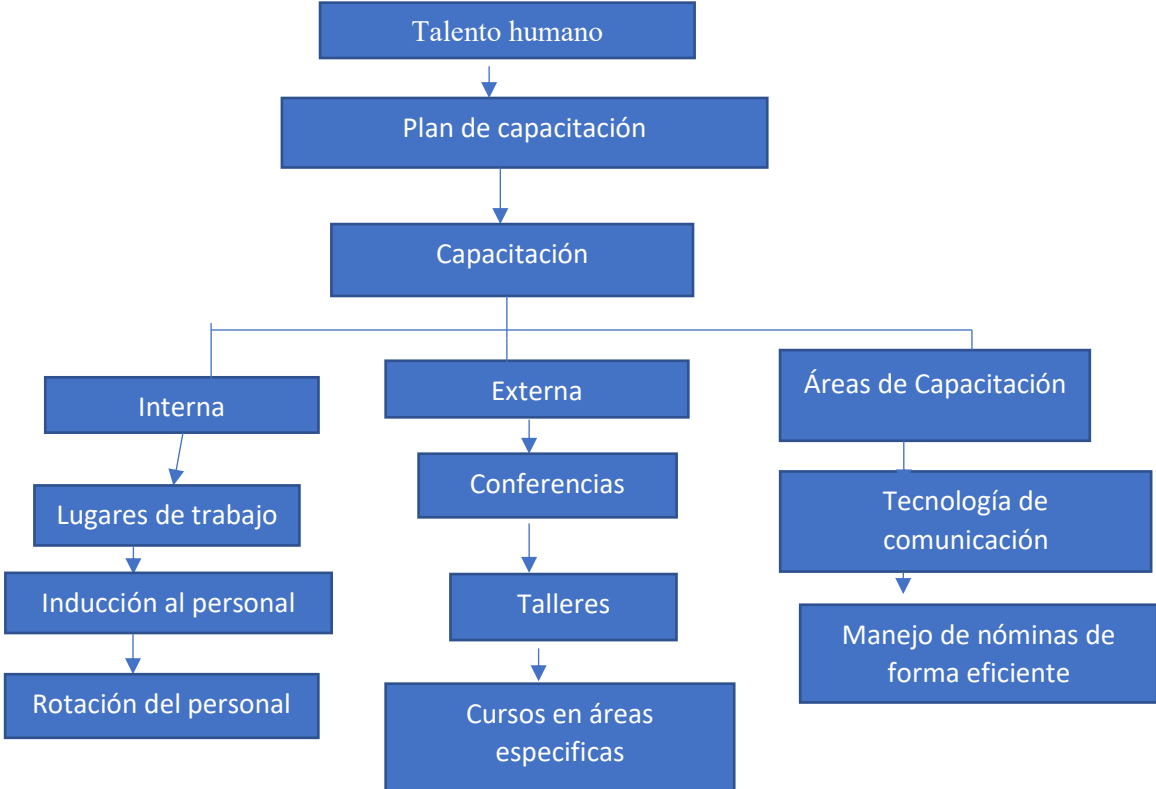 Talento humano
Plan de capacitación
Capacitación
Interna
Lugares de trabajo
Inducción al personal
Rotación del personal
Externa
Conferencias
Talleres
Cursos en áreas
especificas
Áreas de Capacitación
Tecnología de
comunicación
Manejo de nóminas de
forma eficiente